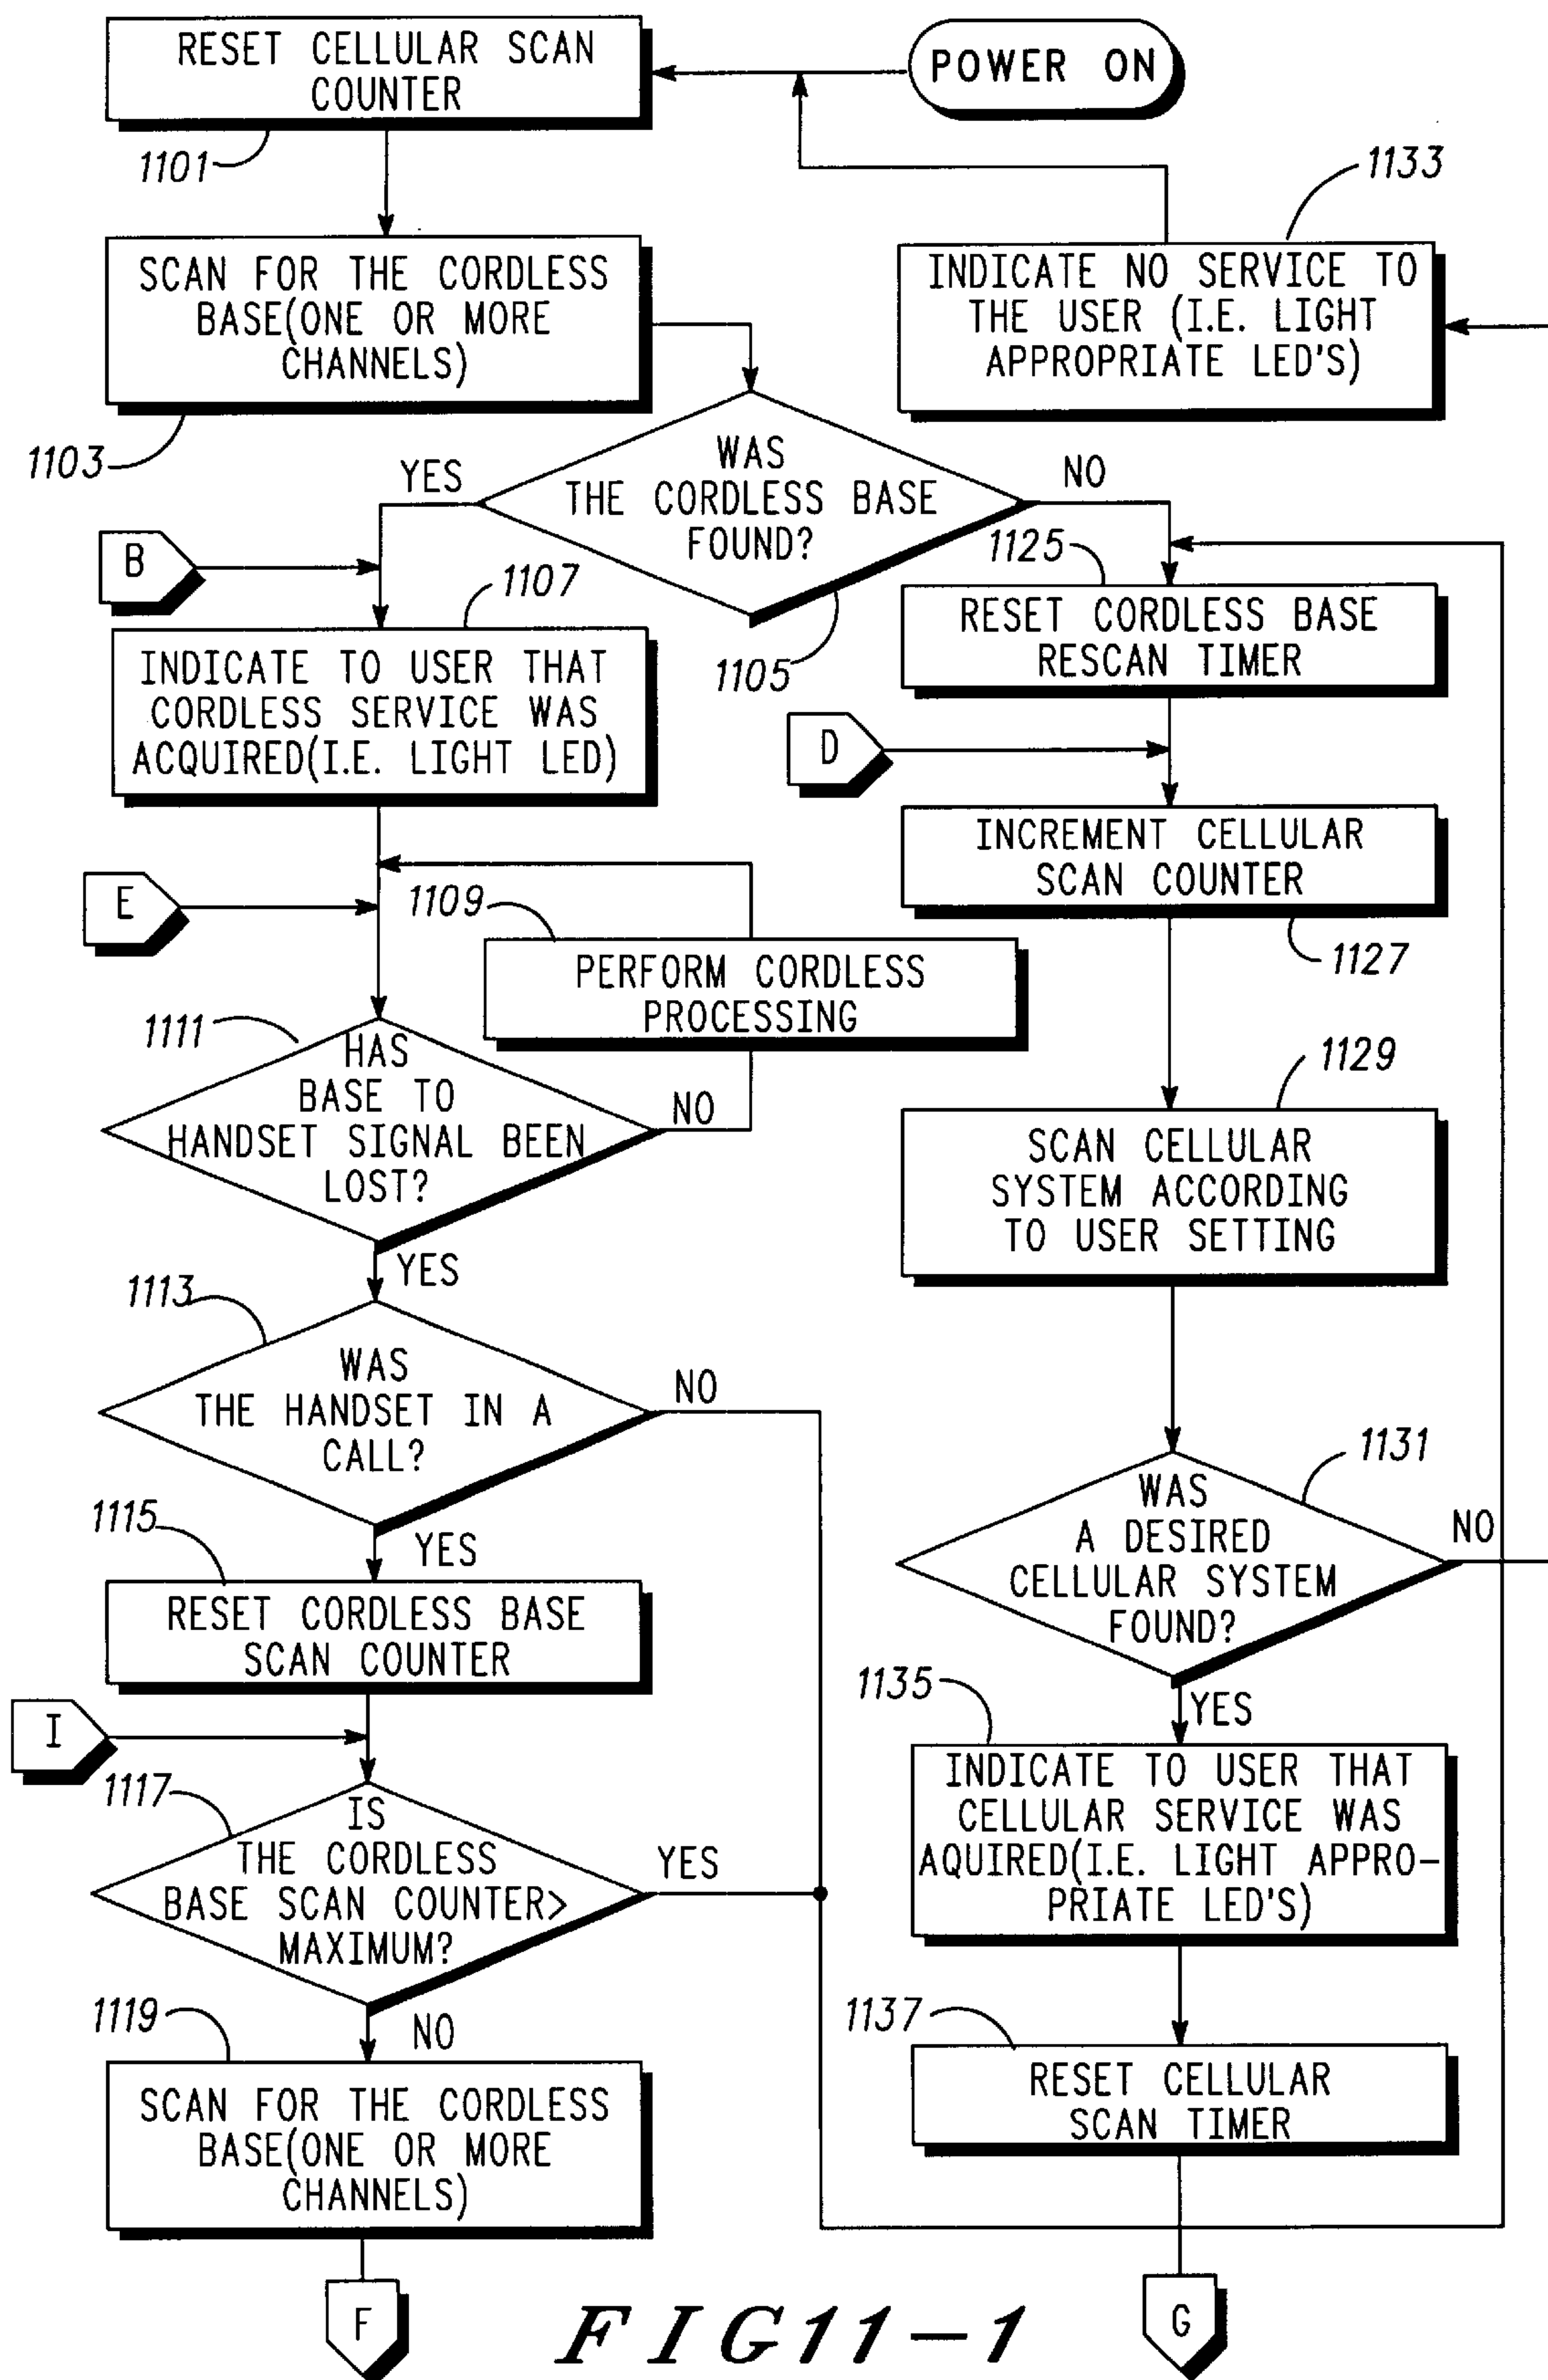 RESET CELLULAR SCAN
COUNTER
POWER ON
1101
1133
SCAN FOR THE CORDLESS
BASE(ONE OR MORE
CHANNELS)
INDICATE NO SERVICE TO
THE USER (I.E. LIGHT
APPROPRIATE LED'S)
1103
YES
WAS
THE CORDLESS BASE
FOUND?
NO
B
1107
1105
1125
RESET CORDLESS BASE
RESCAN TIMER
INDICATE TO USER THAT
CORDLESS SERVICE WAS
ACQUIRED(I.E. LIGHT LED)
D
INCREMENT CELLULAR
SCAN COUNTER
1127
E
1109
PERFORM CORDLESS
PROCESSING
1111
HAS
BASE TO
HANDSET SIGNAL BEEN
LOST?
NO
YES
1129
SCAN CELLULAR
SYSTEM ACCORDING
TO USER SETTING
1113
WAS
THE HANDSET IN A
CALL?
NO
YES
1131
WAS
A DESIRED
CELLULAR SYSTEM
FOUND?
NO
YES
1115
RESET CORDLESS BASE
SCAN COUNTER
I
1117
IS
THE CORDLESS
BASE SCAN COUNTER>
MAXIMUM?
YES
NO
1135
INDICATE TO USER THAT
CELLULAR SERVICE WAS
AQUIRED(I.E. LIGHT APPRO-
PRIATE LED'S)
1119
SCAN FOR THE CORDLESS
BASE(ONE OR MORE
CHANNELS)
1137
RESET CELLULAR
SCAN TIMER
F
G
FIG11-1